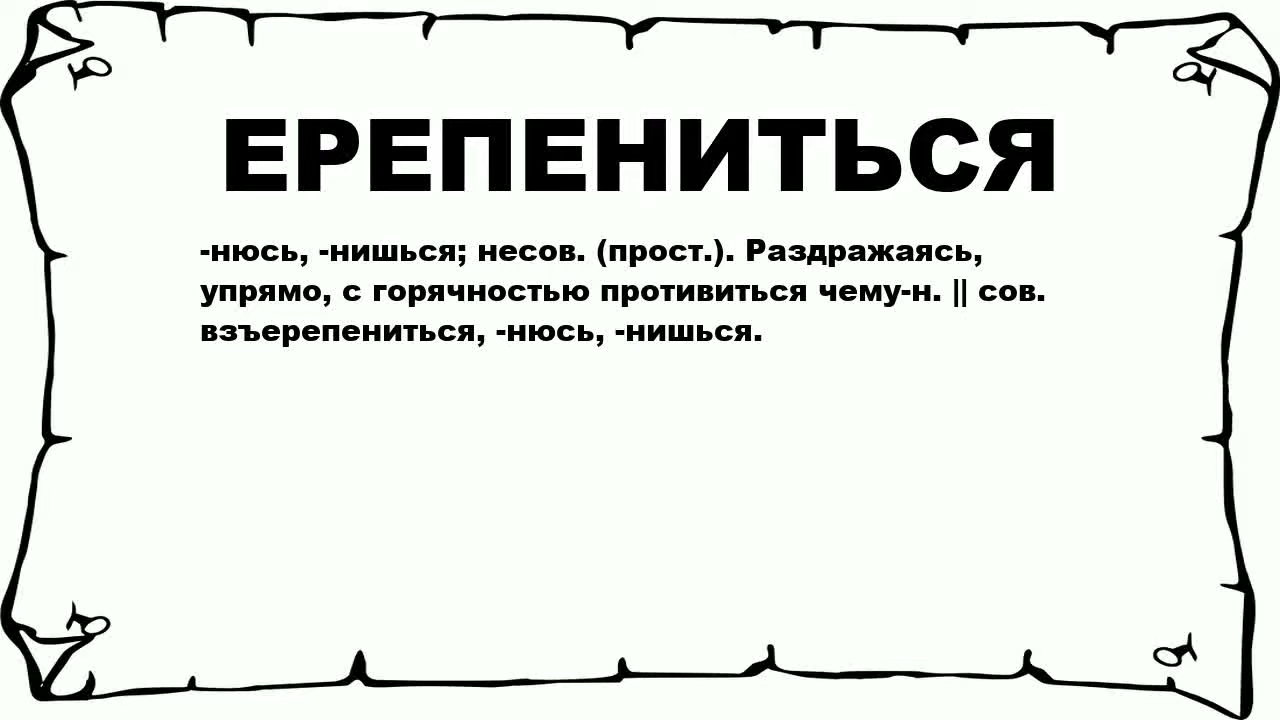 ЕРЕПЕНИТЬСЯ
-нюсь, -нишься; несов. (прост.). Раздражаясь,
упрямо, с горячностью противиться чему-н. || сов.
взъерепениться, -нюсь, -нишься.